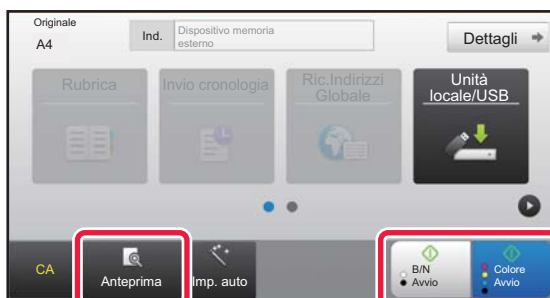 Originale
A4
Ind.
Dispositivo memoria
esterno
Dettagli
Rubrica
Invio cronologia
Ric.Indirizzi
Globale
Unità
locale/USB
CA
Anteprima
Imp. auto
B/N
Avvio
Colore
Avvio